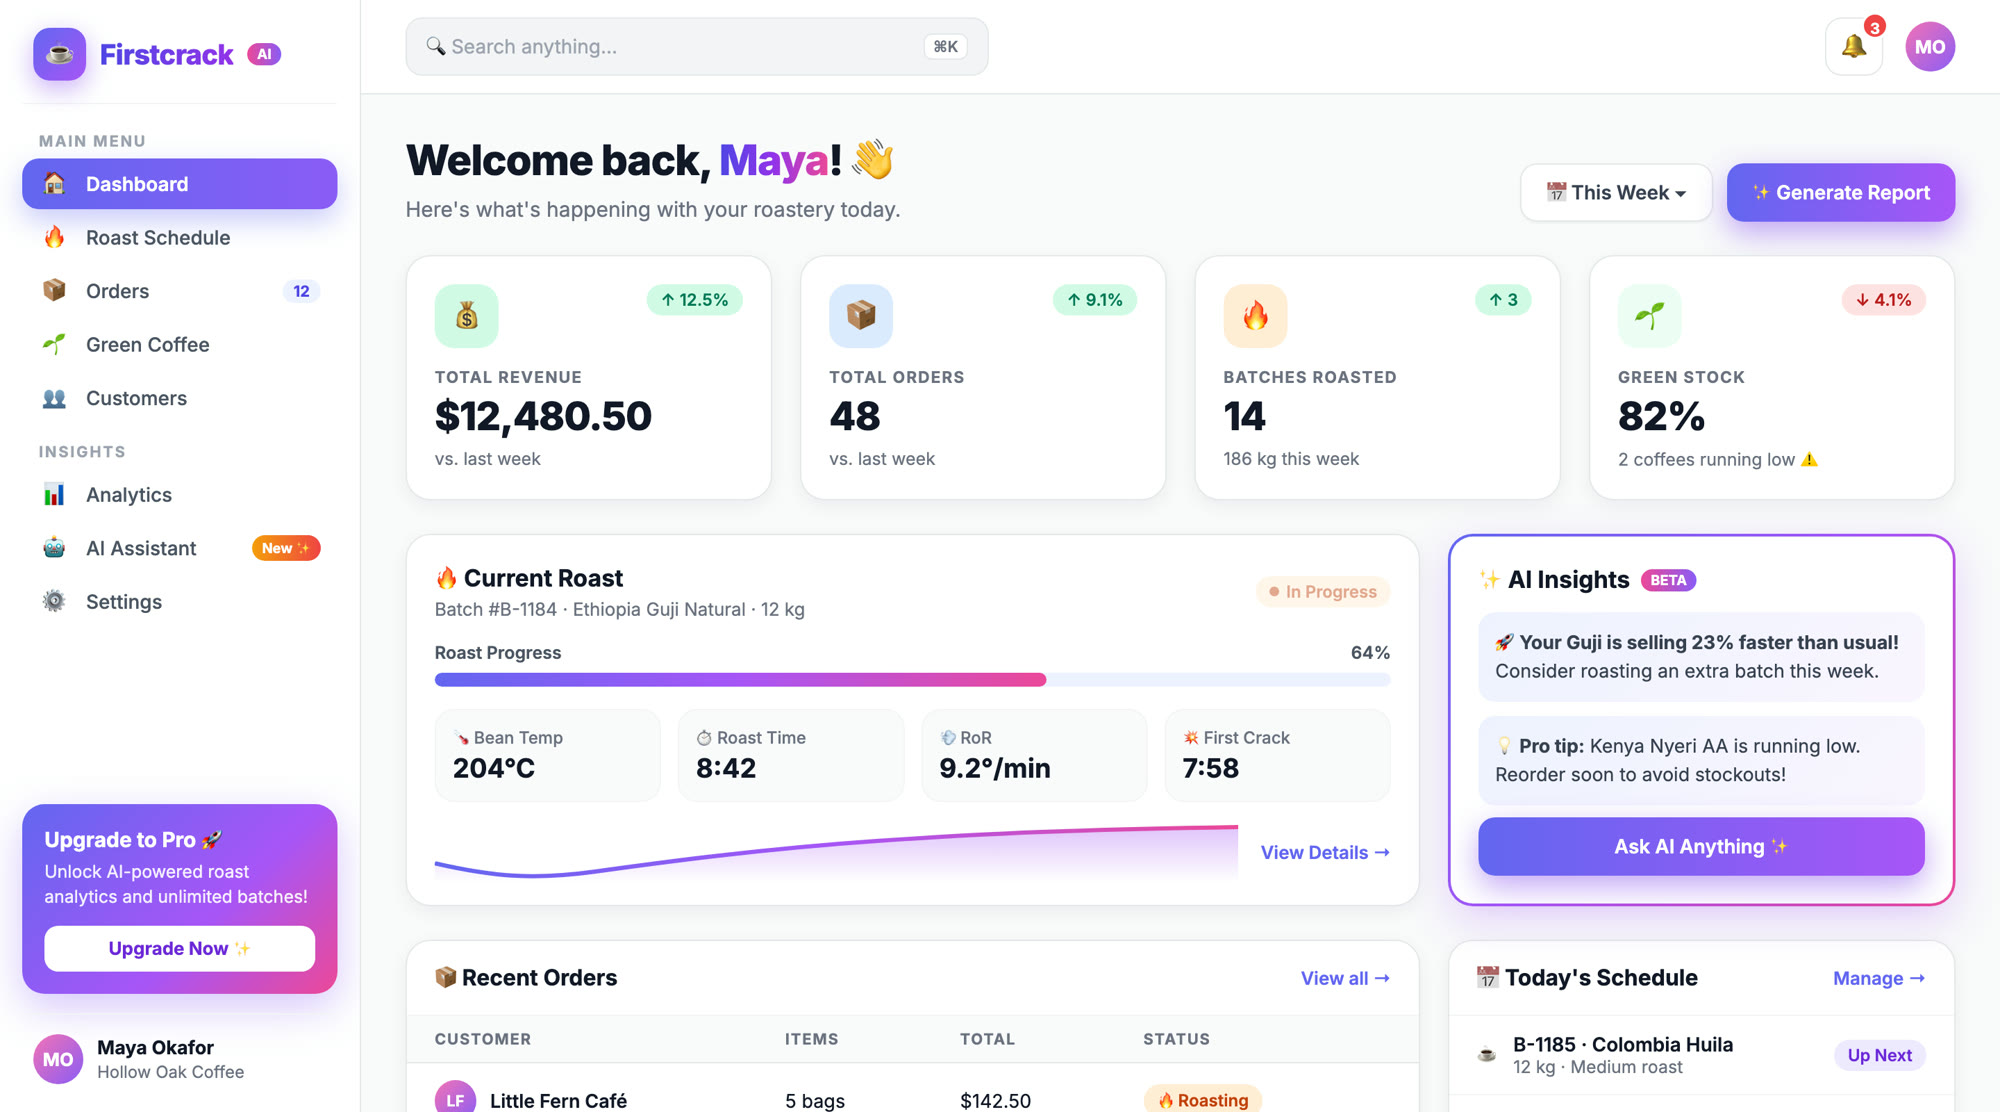 Firstcrack AI
MAIN MENU
Dashboard
Roast Schedule
Orders 12
Green Coffee
Customers
INSIGHTS
Analytics
AI Assistant New ✨
Settings
Upgrade to Pro 🚀
Unlock AI-powered roast
analytics and unlimited batches!
Upgrade Now ✨
MO
Maya Okafor
Hollow Oak Coffee
🔍 Search anything... ⌘K
3
MO
Welcome back, Maya! 👋
Here's what's happening with your roastery today.
📅 This Week ▾
✨ Generate Report
↑ 12.5%
TOTAL REVENUE
$12,480.50
vs. last week
↑ 9.1%
TOTAL ORDERS
48
vs. last week
↑ 3
BATCHES ROASTED
14
186 kg this week
↓ 4.1%
GREEN STOCK
82%
2 coffees running low ⚠️
🔥 Current Roast
Batch #B-1184 · Ethiopia Guji Natural · 12 kg
In Progress
Roast Progress 64%
Bean Temp
204°C
Roast Time
8:42
RoR
9.2°/min
First Crack
7:58
View Details →
✨ AI Insights BETA
🚀 Your Guji is selling 23% faster than usual!
Consider roasting an extra batch this week.
💡 Pro tip: Kenya Nyeri AA is running low.
Reorder soon to avoid stockouts!
Ask AI Anything ✨
📦 Recent Orders View all →
CUSTOMER ITEMS TOTAL STATUS
LF Little Fern Café 5 bags $142.50 🔥 Roasting
📅 Today's Schedule Manage →
B-1185 · Colombia Huila
12 kg · Medium roast
Up Next